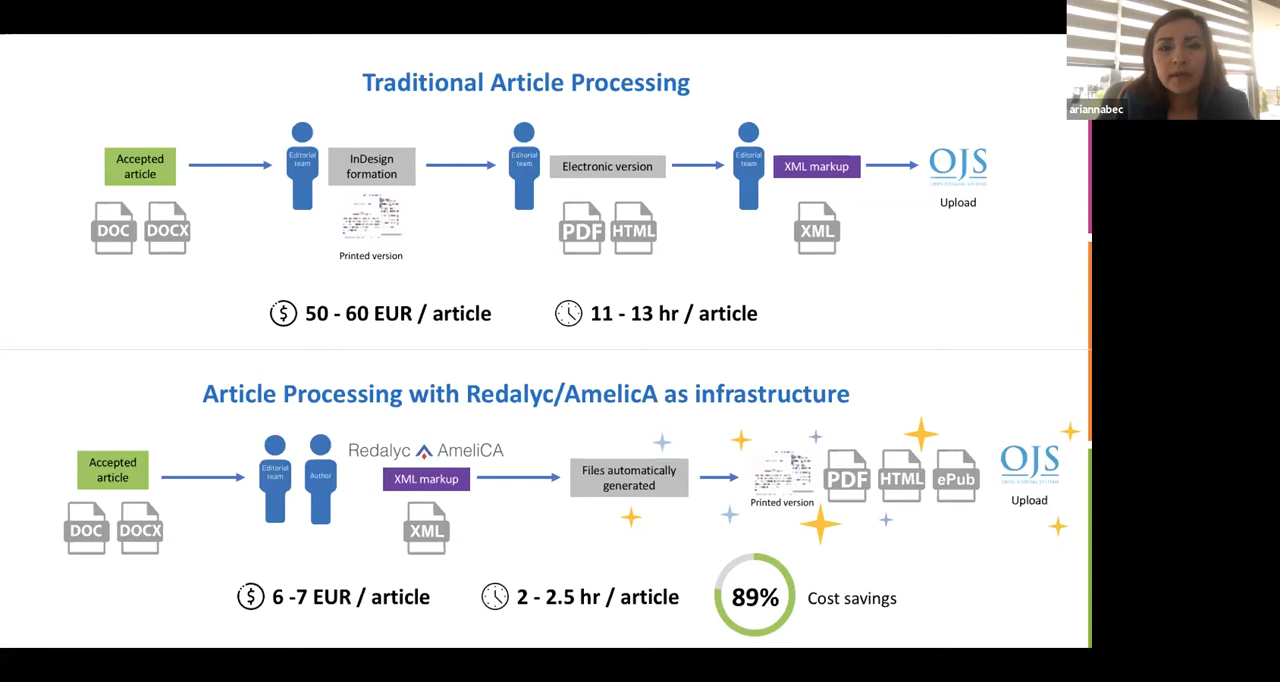 ariannabec
Traditional Article Processing
Accepted
article
DOC
DOCX
Editorial
team
InDesign
formation
Printed version
Editorial
team
Electronic version
PDF
HTML
Editorial
team
XML markup
XML
OJS
OPEN JOURNAL SYSTEMS
Upload
50 - 60 EUR / article
11 - 13 hr / article
Article Processing with Redalyc/AmelicA as infrastructure
Accepted
article
DOC
DOCX
Editorial
team
Author
Redalyc AmeliCA
XML markup
XML
Files automatically
generated
Printed version
PDF
HTML
ePub
OJS
OPEN JOURNAL SYSTEMS
Upload
6 -7 EUR / article
2 - 2.5 hr / article
89%
Cost savings